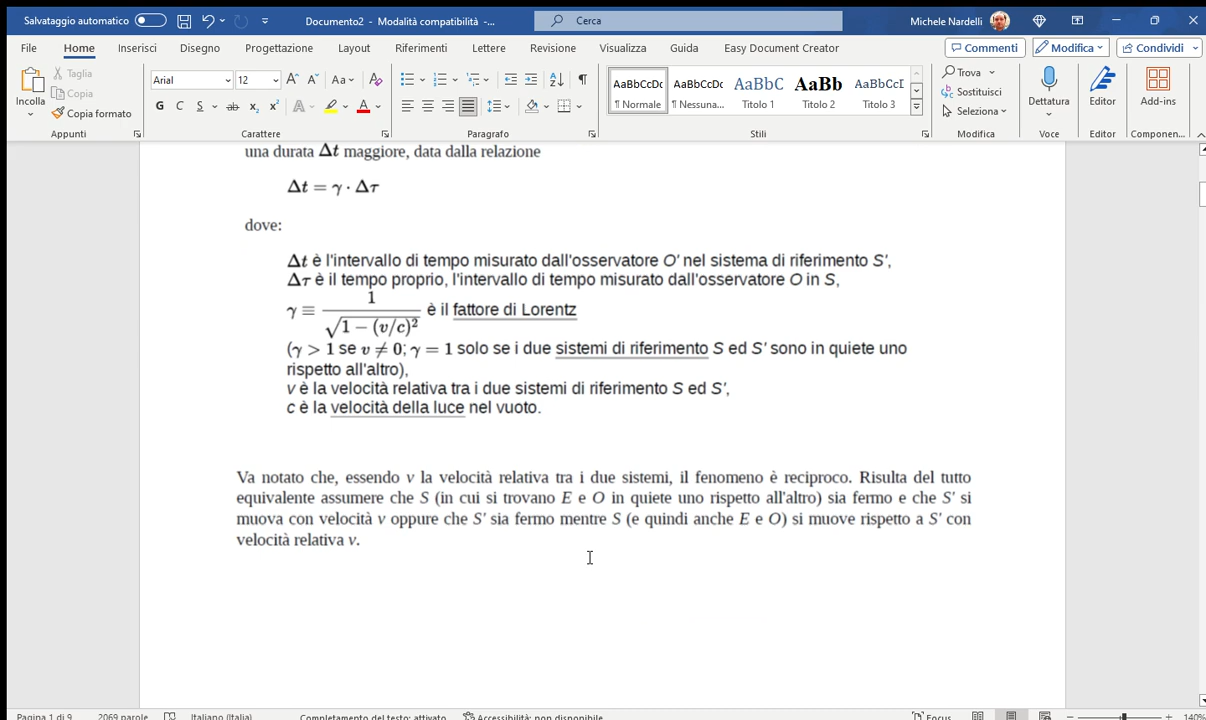 Salvataggio automatico Documento2 - Modalità compatibilità -... Cerca Michele Nardelli
File Home Inserisci Disegno Progettazione Layout Riferimenti Lettere Revisione Visualizza Guida Easy Document Creator Commenti Modifica Condividi
Incolla
Taglia
Copia
Copia formato
Appunti
Arial 12 A A Aa A
G C S ab x₂ x² A A
Carattere
Paragrafo
AaBbCcDc AaBbCcDc AaBbC AaBb AaBbCcD
¶ Normale ¶ Nessuna... Titolo 1 Titolo 2 Titolo 3
Stili
Trova
Sostituisci
Seleziona
Modifica
Dettatura
Voce
Editor
Editor
Add-ins
Componen...
una durata Δt maggiore, data dalla relazione
Δt = γ · Δτ
dove:
Δt è l'intervallo di tempo misurato dall'osservatore O' nel sistema di riferimento S',
Δτ è il tempo proprio, l'intervallo di tempo misurato dall'osservatore O in S,
γ ≡ 1/√(1 − (v/c)²) è il fattore di Lorentz
(γ > 1 se v ≠ 0; γ = 1 solo se i due sistemi di riferimento S ed S' sono in quiete uno
rispetto all'altro),
v è la velocità relativa tra i due sistemi di riferimento S ed S',
c è la velocità della luce nel vuoto.
Va notato che, essendo v la velocità relativa tra i due sistemi, il fenomeno è reciproco. Risulta del tutto
equivalente assumere che S (in cui si trovano E e O in quiete uno rispetto all'altro) sia fermo e che S' si
muova con velocità v oppure che S' sia fermo mentre S (e quindi anche E e O) si muove rispetto a S' con
velocità relativa v.
Pagina 1 di 9 2069 parole Italiano (Italia) Completamento del testo: attivato Accessibilità: non disponibile Focus 140%